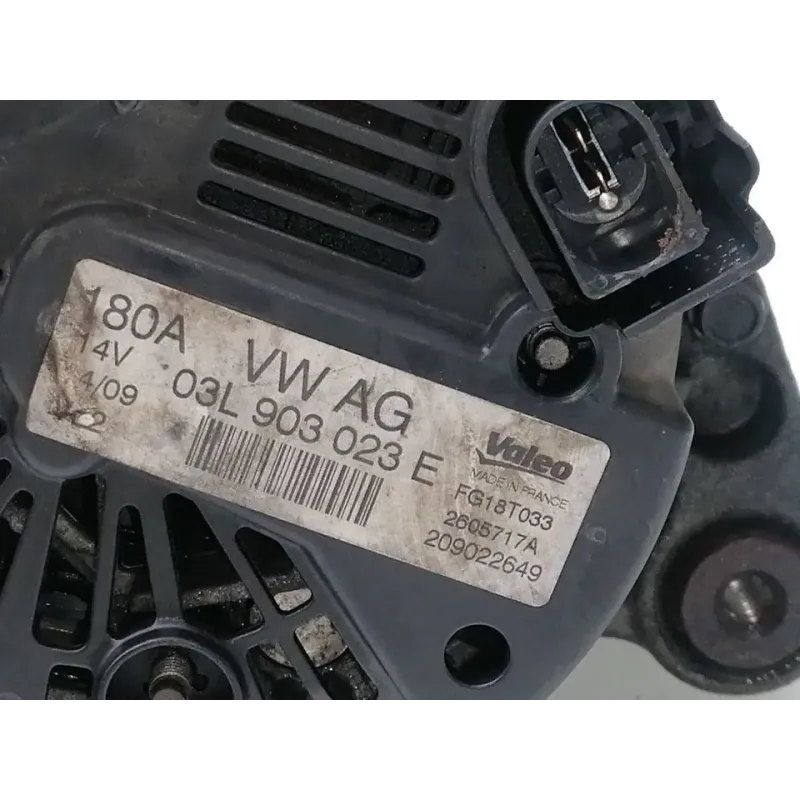 180A VW AG
14V 03L 903 023 E
4/09
Valeo
MADE IN FRANCE
FG18T033
2605717A
209022649